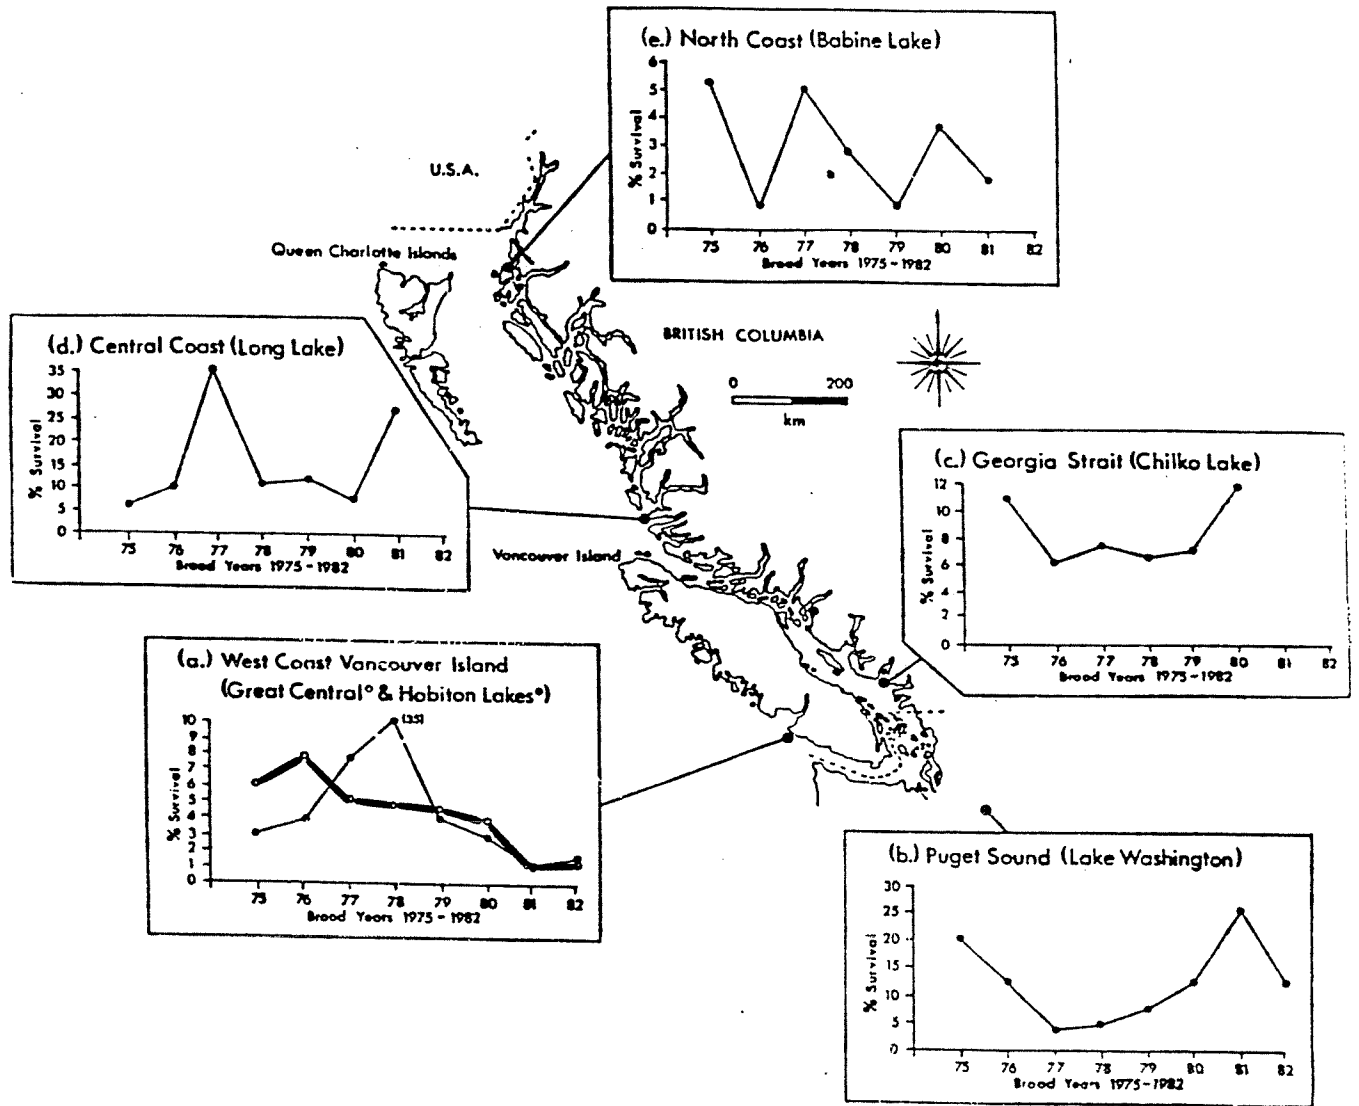 (e.) North Coast (Babine Lake)
6
5
4
3
2
1
0
% Survival
75 76 77 78 79 80 81 82
Brood Years 1975-1982
U.S.A.
Queen Charlotte Islands
BRITISH COLUMBIA
0 200
km
(d.) Central Coast (Long Lake)
35
30
25
20
15
10
5
0
% Survival
75 76 77 78 79 80 81 82
Brood Years 1975-1982
Vancouver Island
(c.) Georgia Strait (Chilko Lake)
12
10
8
6
4
2
0
% Survival
75 76 77 78 79 80 81 82
Brood Years 1975-1982
(a.) West Coast Vancouver Island
(Great Central° & Hobiton Lakes•)
10
9
8
7
6
5
4
3
2
1
0
(35)
% Survival
75 76 77 78 79 80 81 82
Brood Years 1975-1982
(b.) Puget Sound (Lake Washington)
30
25
20
15
10
5
0
% Survival
75 76 77 78 79 80 81 82
Brood Years 1975-1982